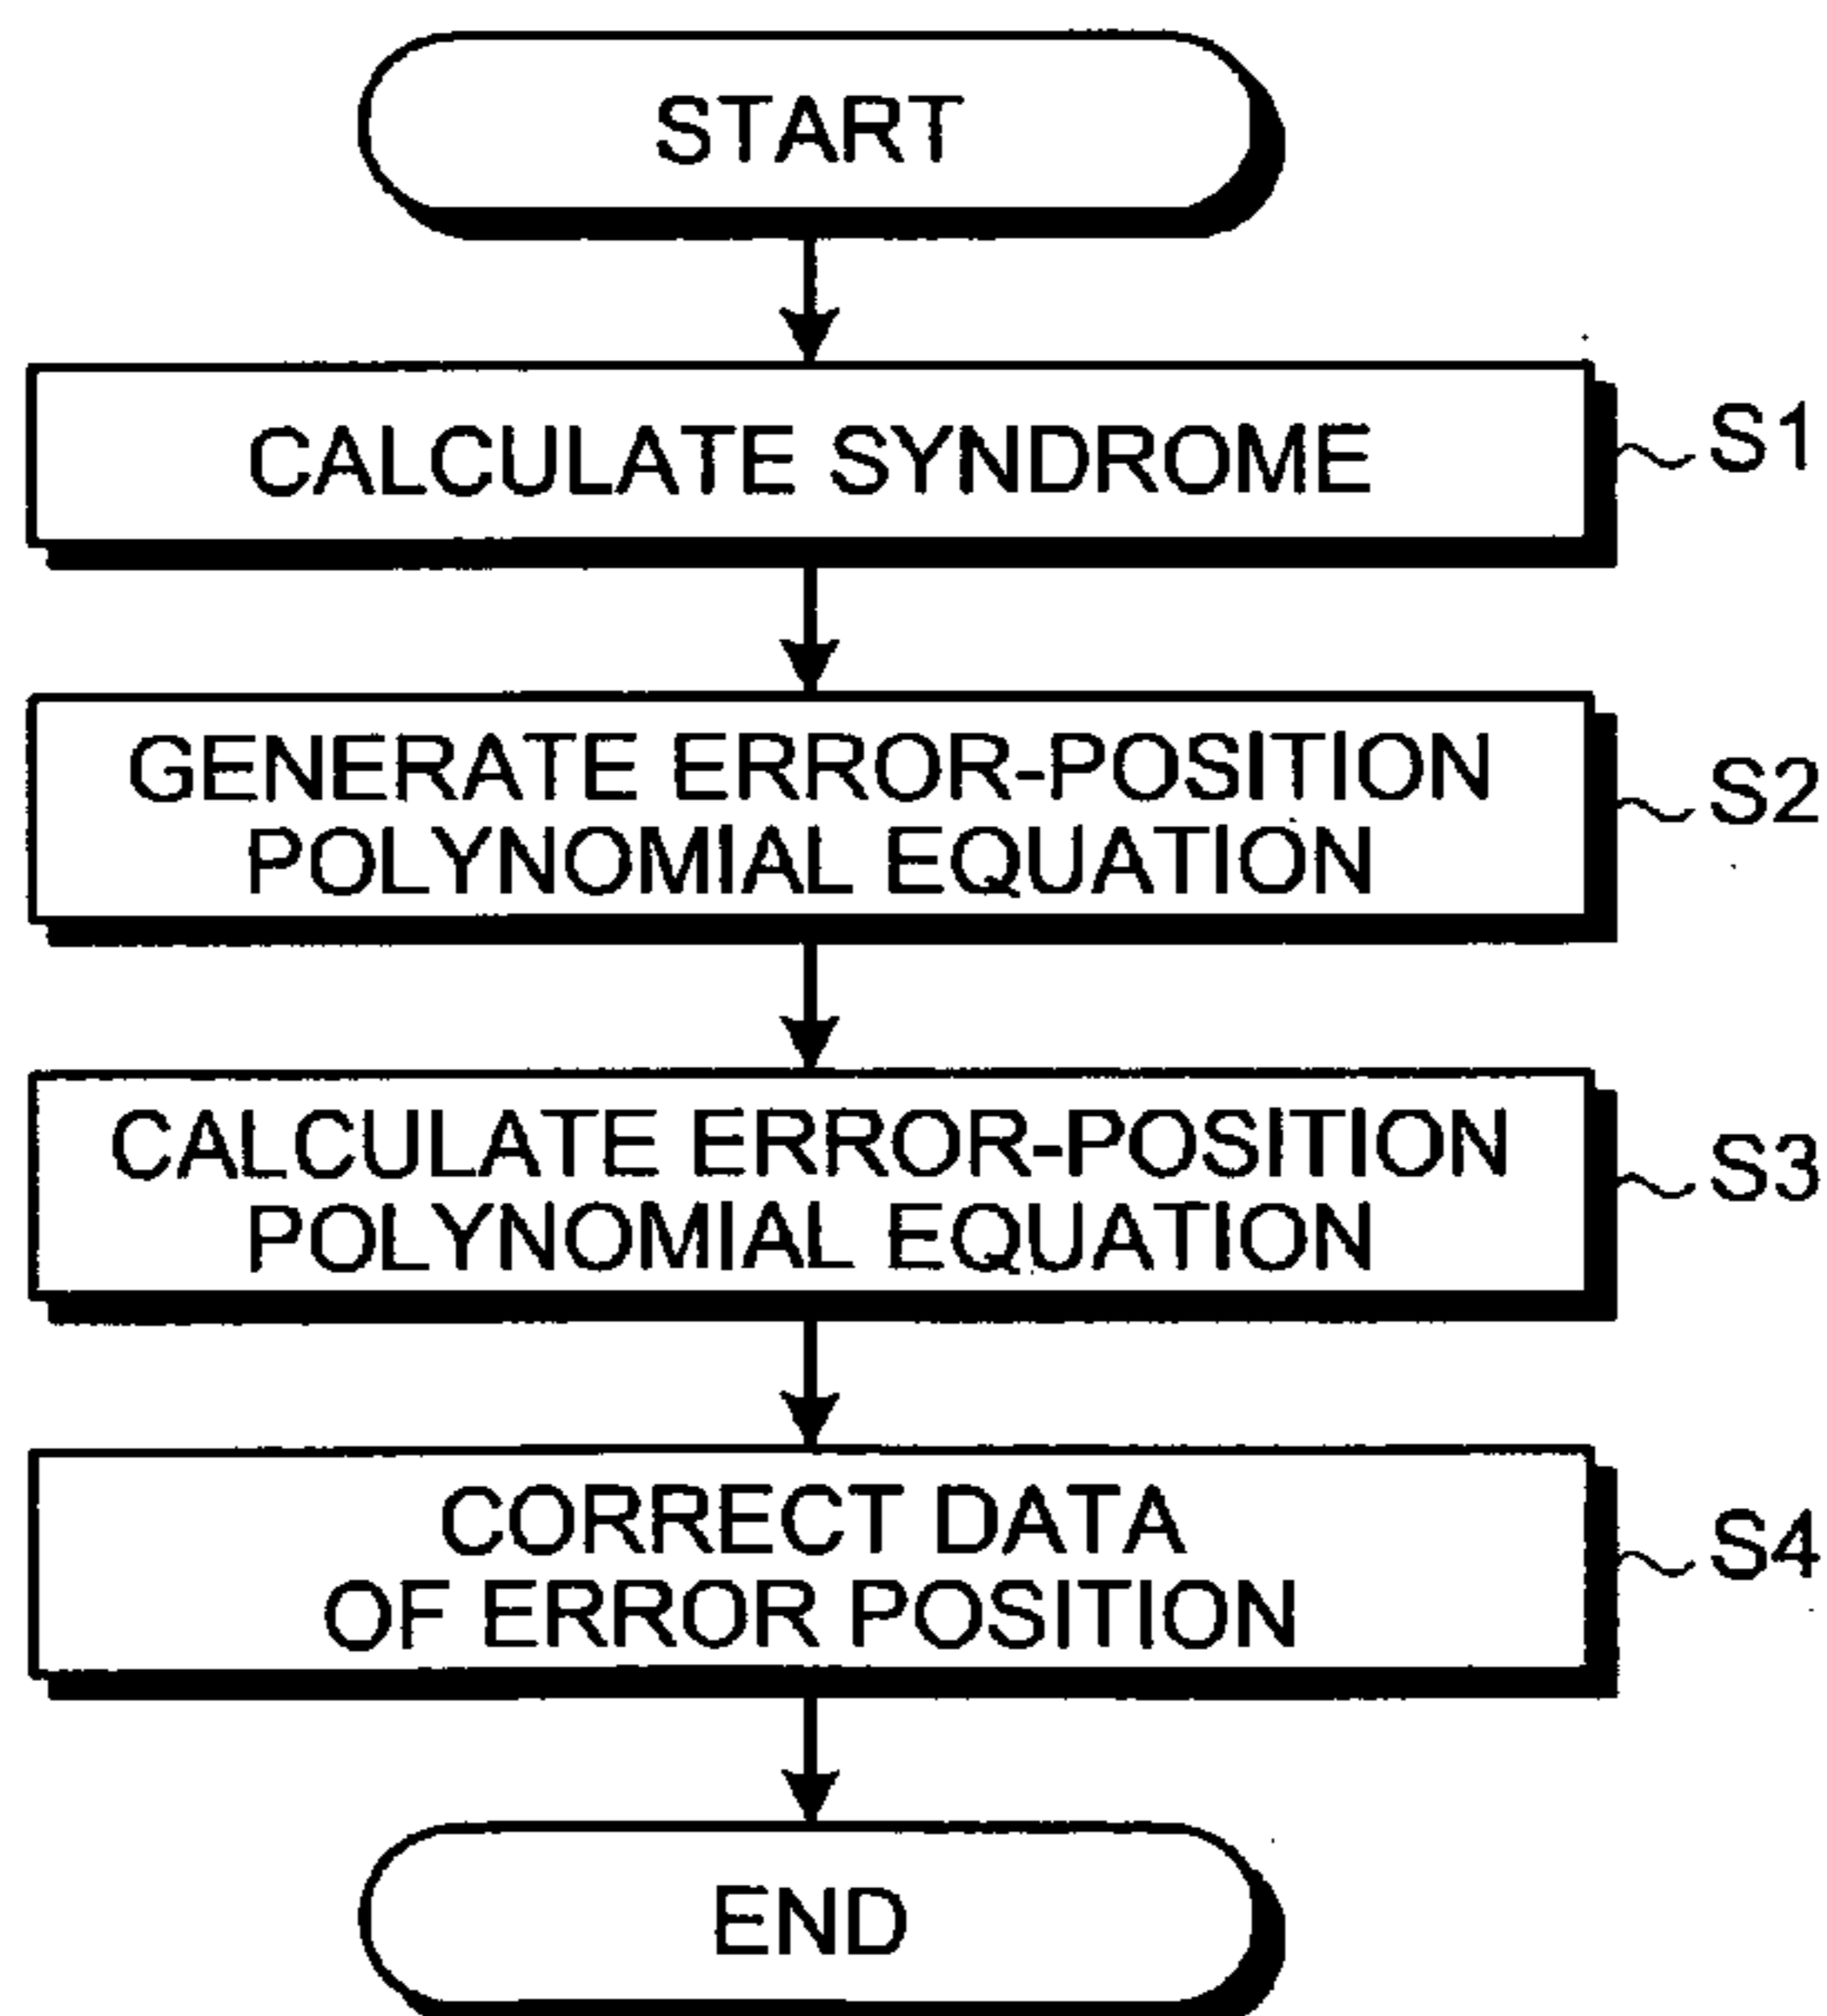 START
CALCULATE SYNDROME
S1
GENERATE ERROR-POSITION
POLYNOMIAL EQUATION
S2
CALCULATE ERROR-POSITION
POLYNOMIAL EQUATION
S3
CORRECT DATA
OF ERROR POSITION
S4
END